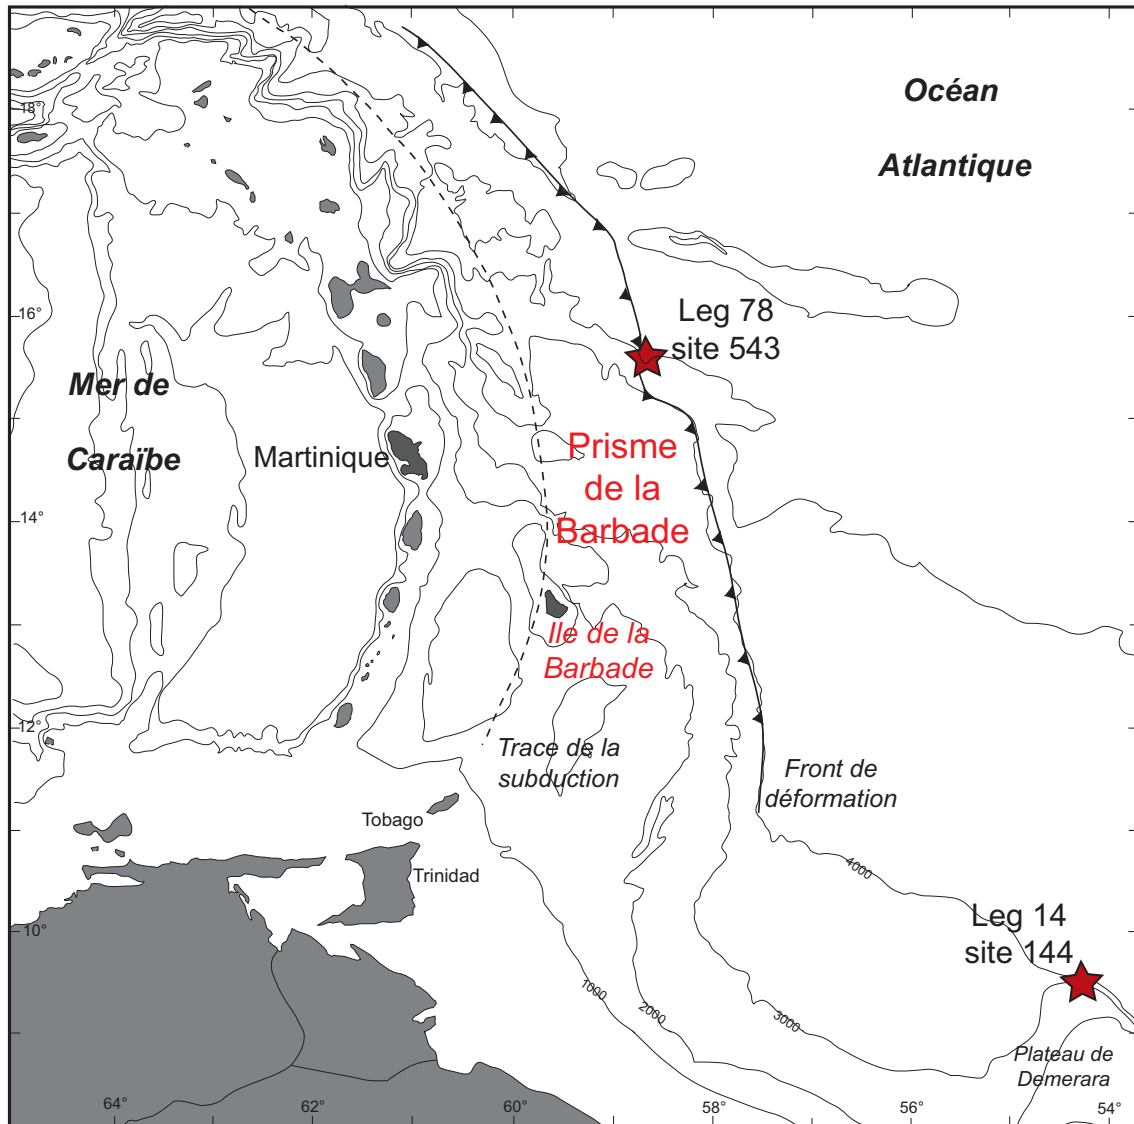 Océan
Atlantique
18°
16°
Leg 78
site 543
Mer de
Caraïbe
Martinique
Prisme
de la
Barbade
14°
Ile de la
Barbade
12°
Trace de la
subduction
Front de
déformation
Tobago
Trinidad
4000
10°
Leg 14
site 144
1000
2000
3000
Plateau de
Demerara
64°
62°
60°
58°
56°
54°